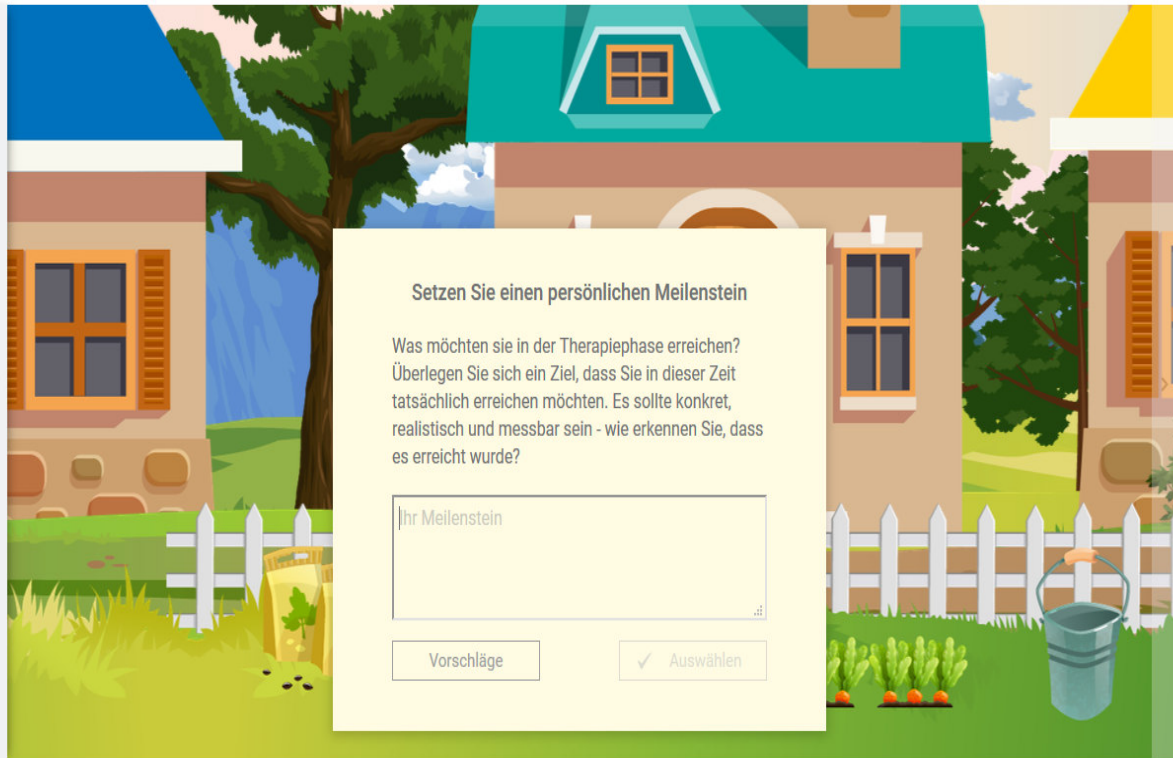 Setzen Sie einen persönlichen Meilenstein
Was möchten sie in der Therapiephase erreichen?
Überlegen Sie sich ein Ziel, dass Sie in dieser Zeit
tatsächlich erreichen möchten. Es sollte konkret,
realistisch und messbar sein - wie erkennen Sie, dass
es erreicht wurde?
Ihr Meilenstein
Vorschläge
✓ Auswählen